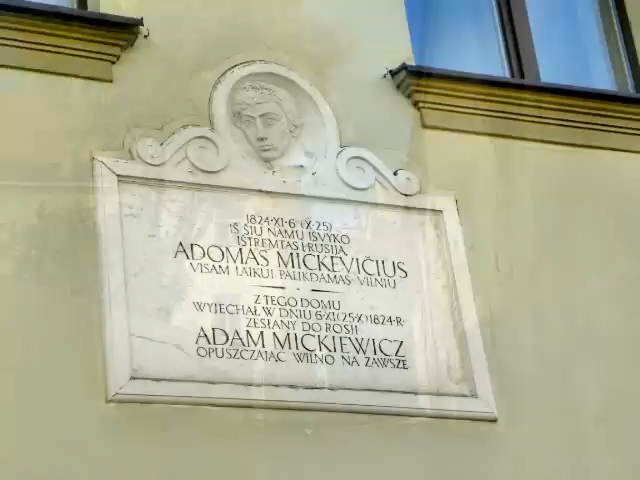 1824·XI·6 (X·25)
IŠ ŠIŲ NAMŲ IŠVYKO
IŠTREMTAS Į RUSIJĄ
ADOMAS MICKEVIČIUS
VISAM LAIKUI PALIKDAMAS VILNIŲ
Z TEGO DOMU
WYJECHAŁ W DNIU 6·XI(25·X)1824·R·
ZESŁANY DO ROSJI
ADAM MICKIEWICZ
OPUSZCZAJĄC WILNO NA ZAWSZE